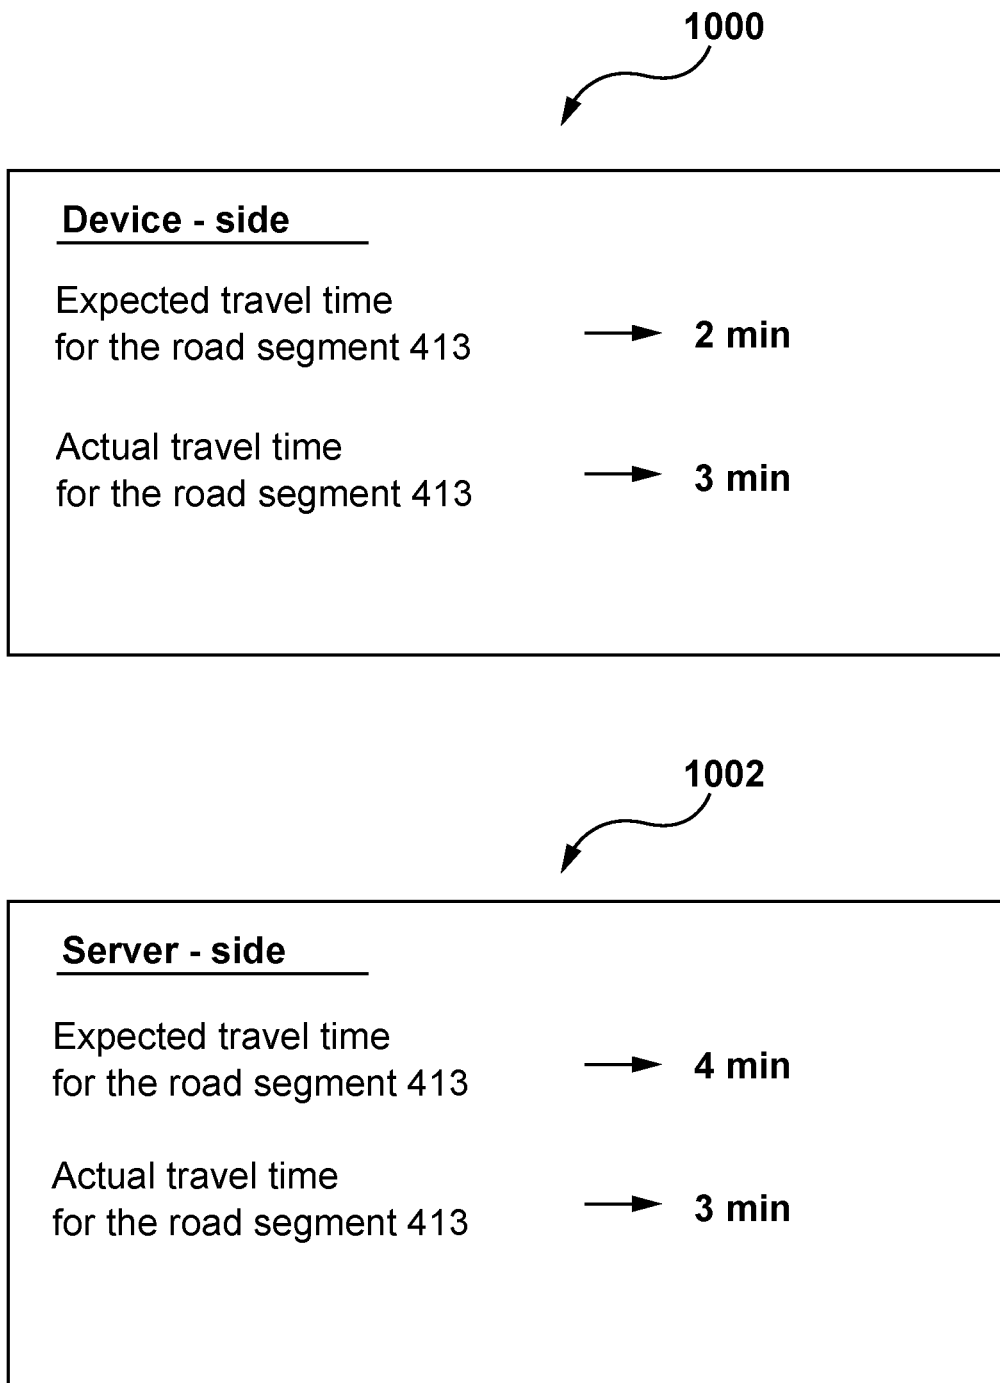 1000
Device - side
Expected travel time
for the road segment 413
2 min
Actual travel time
for the road segment 413
3 min
1002
Server - side
Expected travel time
for the road segment 413
4 min
Actual travel time
for the road segment 413
3 min